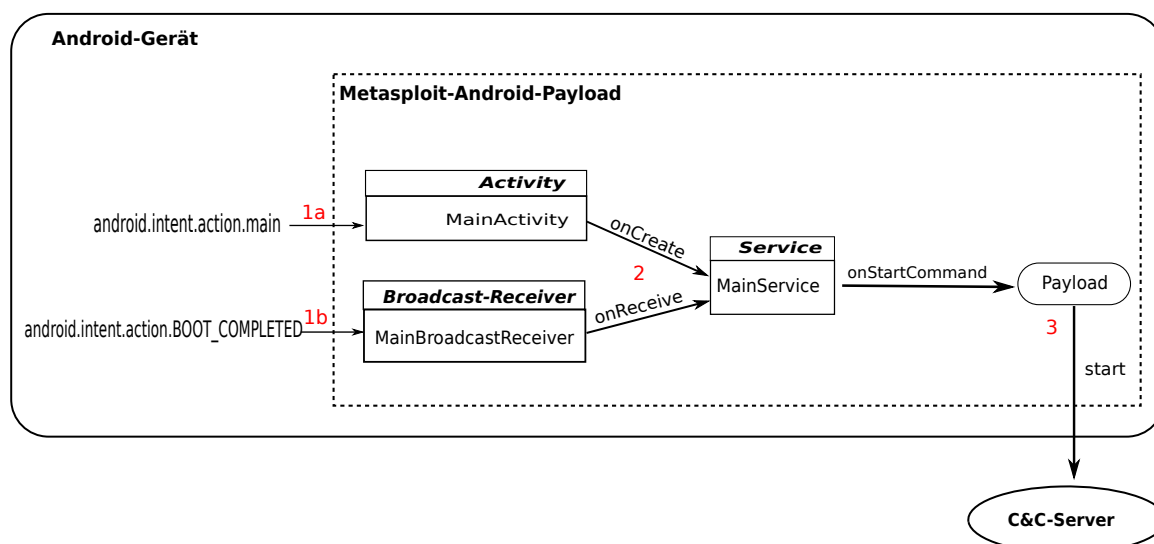 Android-Gerät
Metasploit-Android-Payload
Activity
MainActivity
android.intent.action.main
1a
onCreate
2
Service
MainService
onStartCommand
Payload
Broadcast-Receiver
MainBroadcastReceiver
android.intent.action.BOOT_COMPLETED
1b
onReceive
3
start
C&C-Server